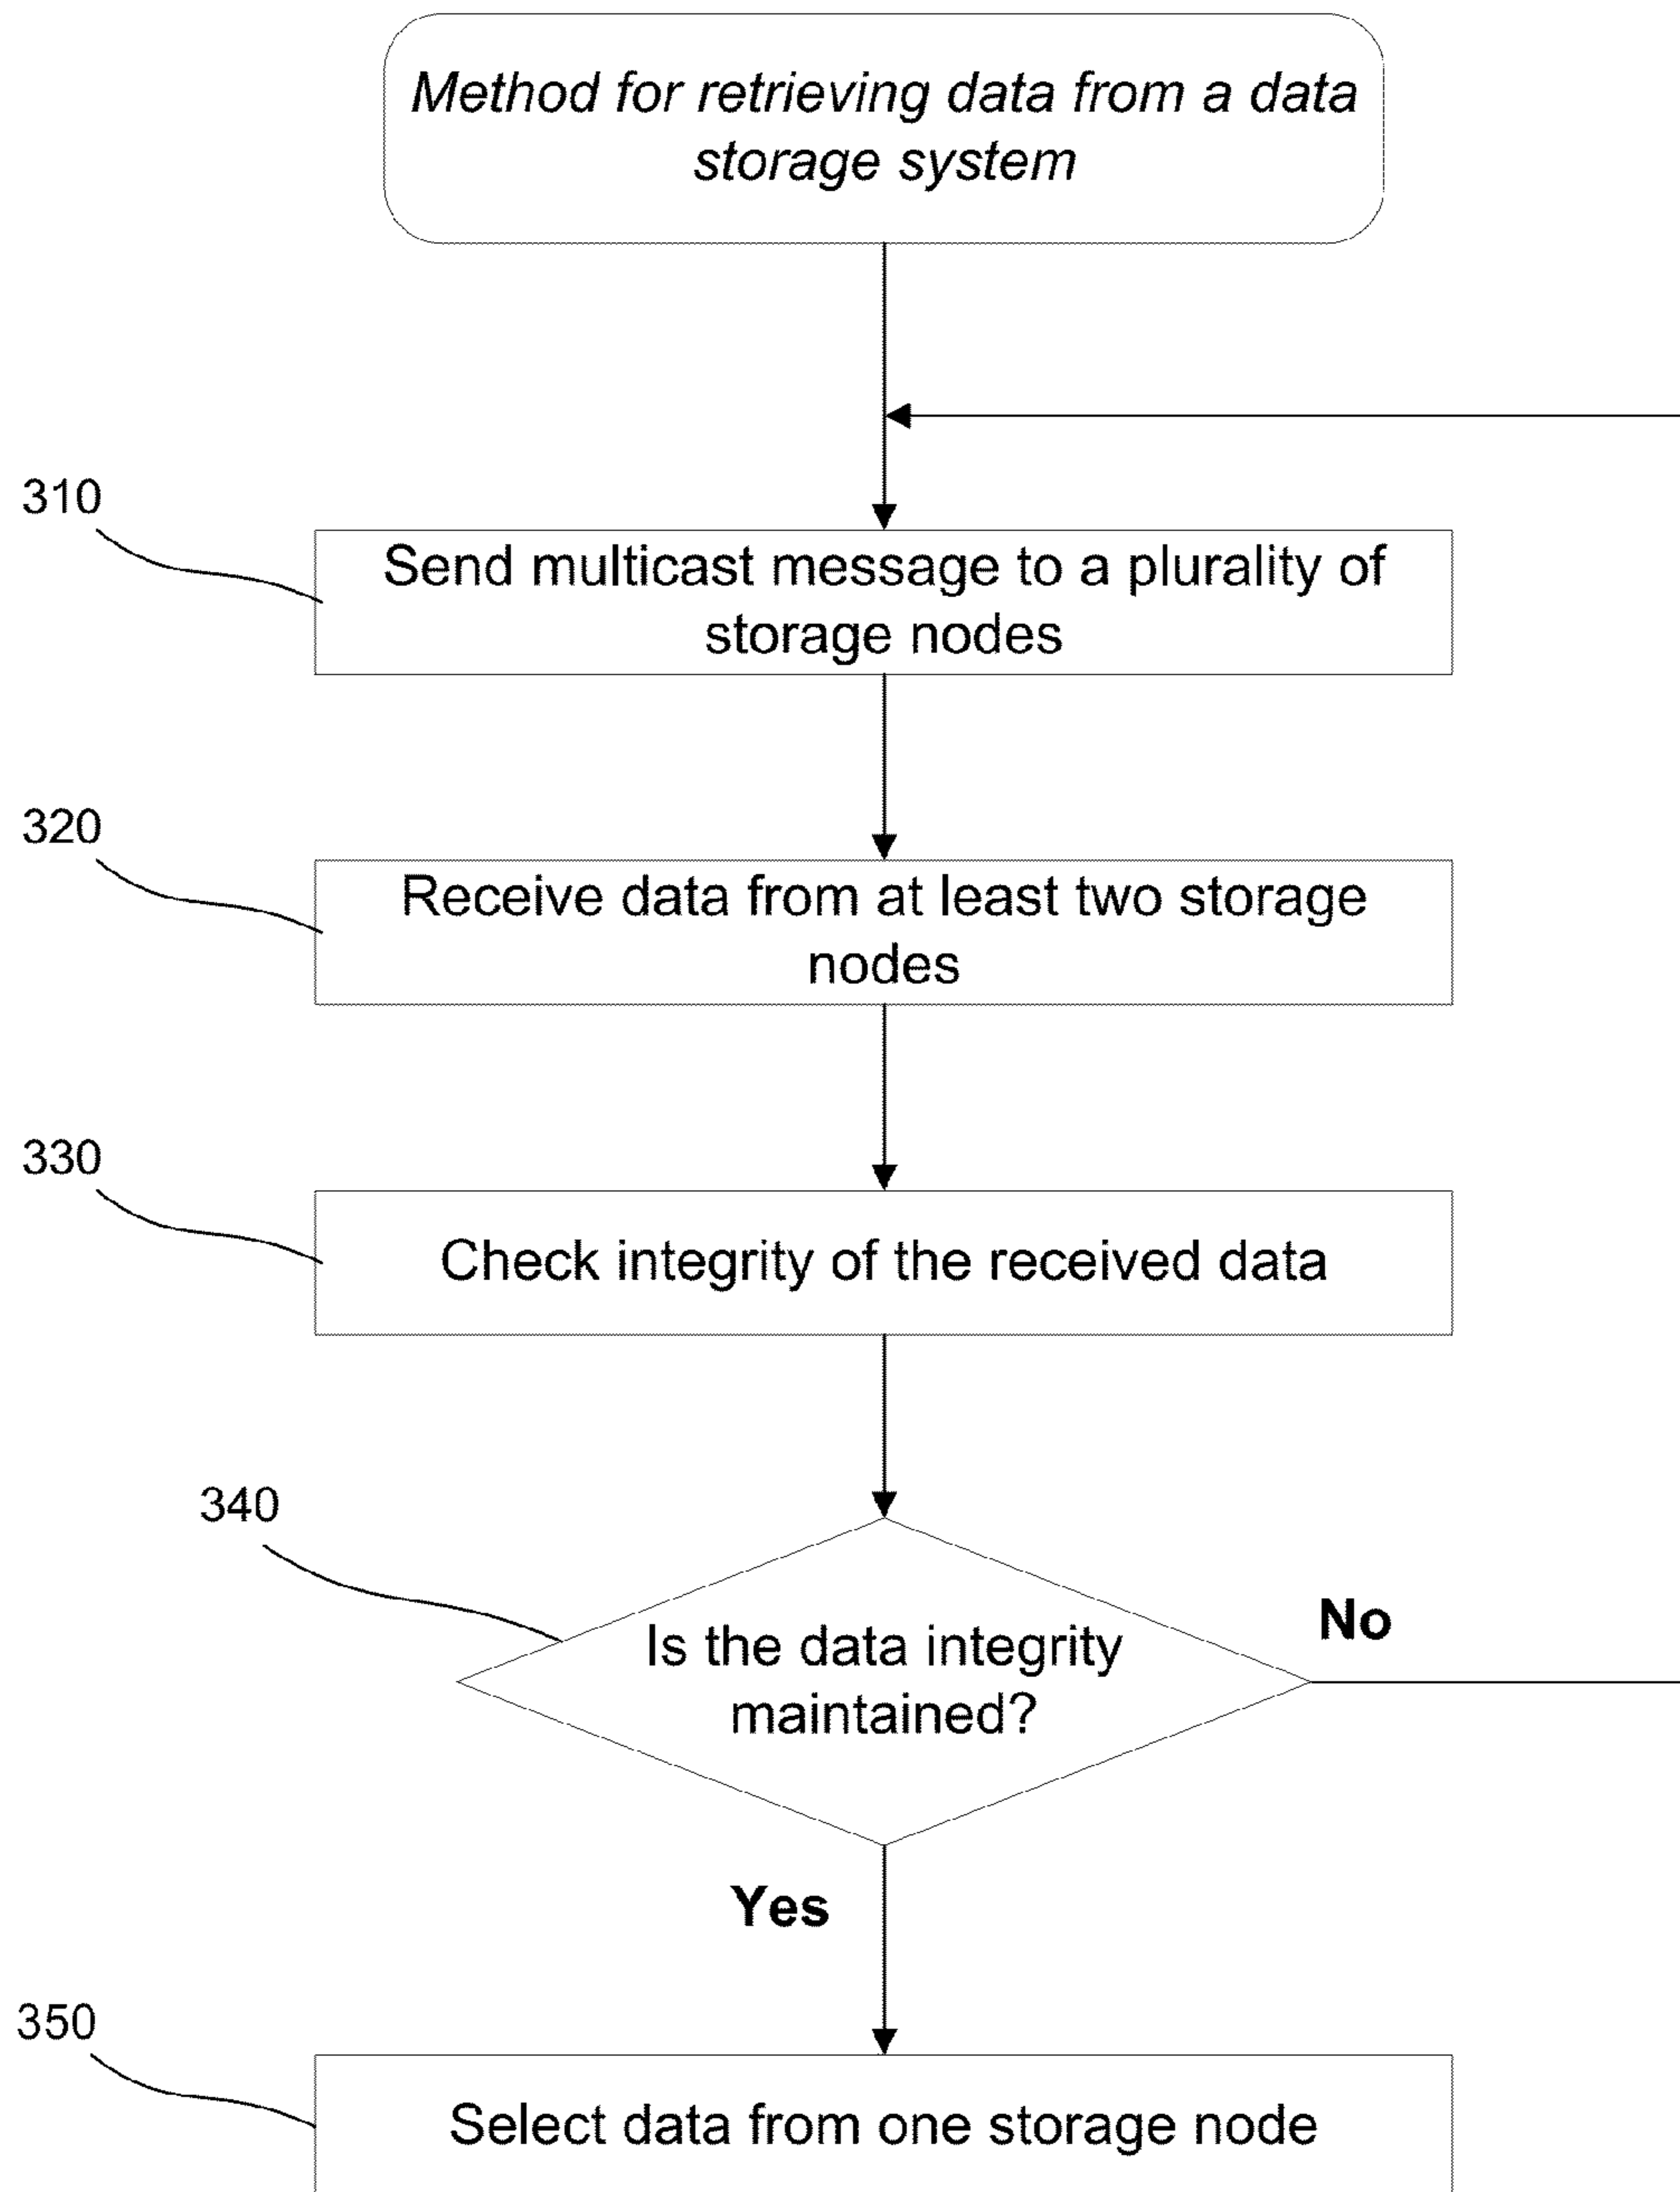 Method for retrieving data from a data
storage system
310
Send multicast message to a plurality of
storage nodes
320
Receive data from at least two storage
nodes
330
Check integrity of the received data
340
Is the data integrity
maintained?
No
Yes
350
Select data from one storage node